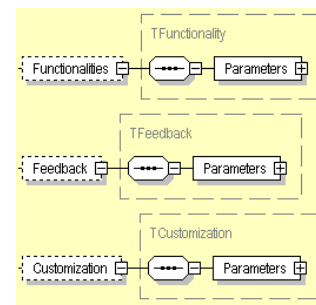 TFunctionality
Functionalities Parameters
TFeedback
Feedback Parameters
TCustomization
Customization Parameters